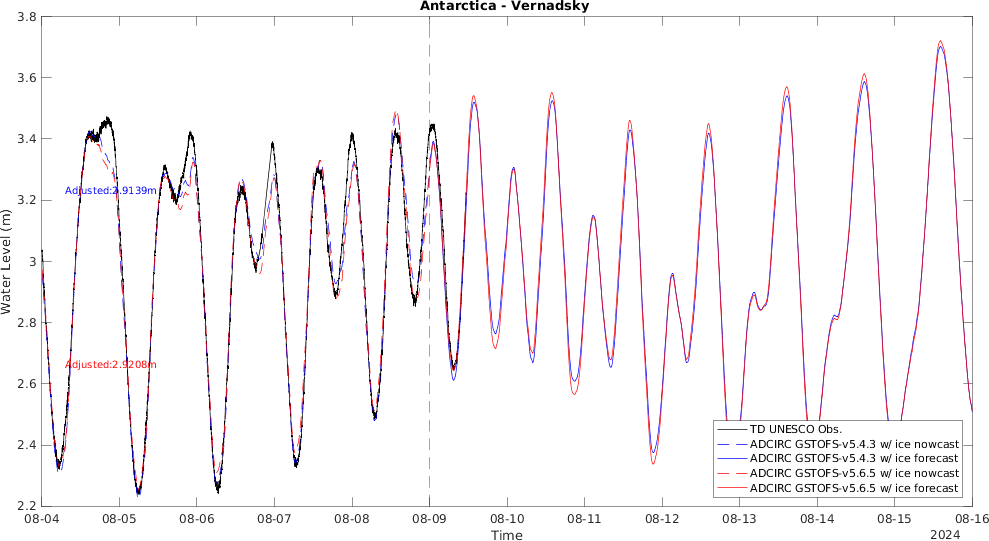 Antarctica - Vernadsky
3.8
3.6
3.4
3.2
3
2.8
2.6
2.4
2.2
Water Level (m)
Adjusted:2.9139m
Adjusted:2.9208m
TD UNESCO Obs.
ADCIRC GSTOFS-v5.4.3 w/ ice nowcast
ADCIRC GSTOFS-v5.4.3 w/ ice forecast
ADCIRC GSTOFS-v5.6.5 w/ ice nowcast
ADCIRC GSTOFS-v5.6.5 w/ ice forecast
08-04 08-05 08-06 08-07 08-08 08-09 08-10 08-11 08-12 08-13 08-14 08-15 08-16
Time
2024